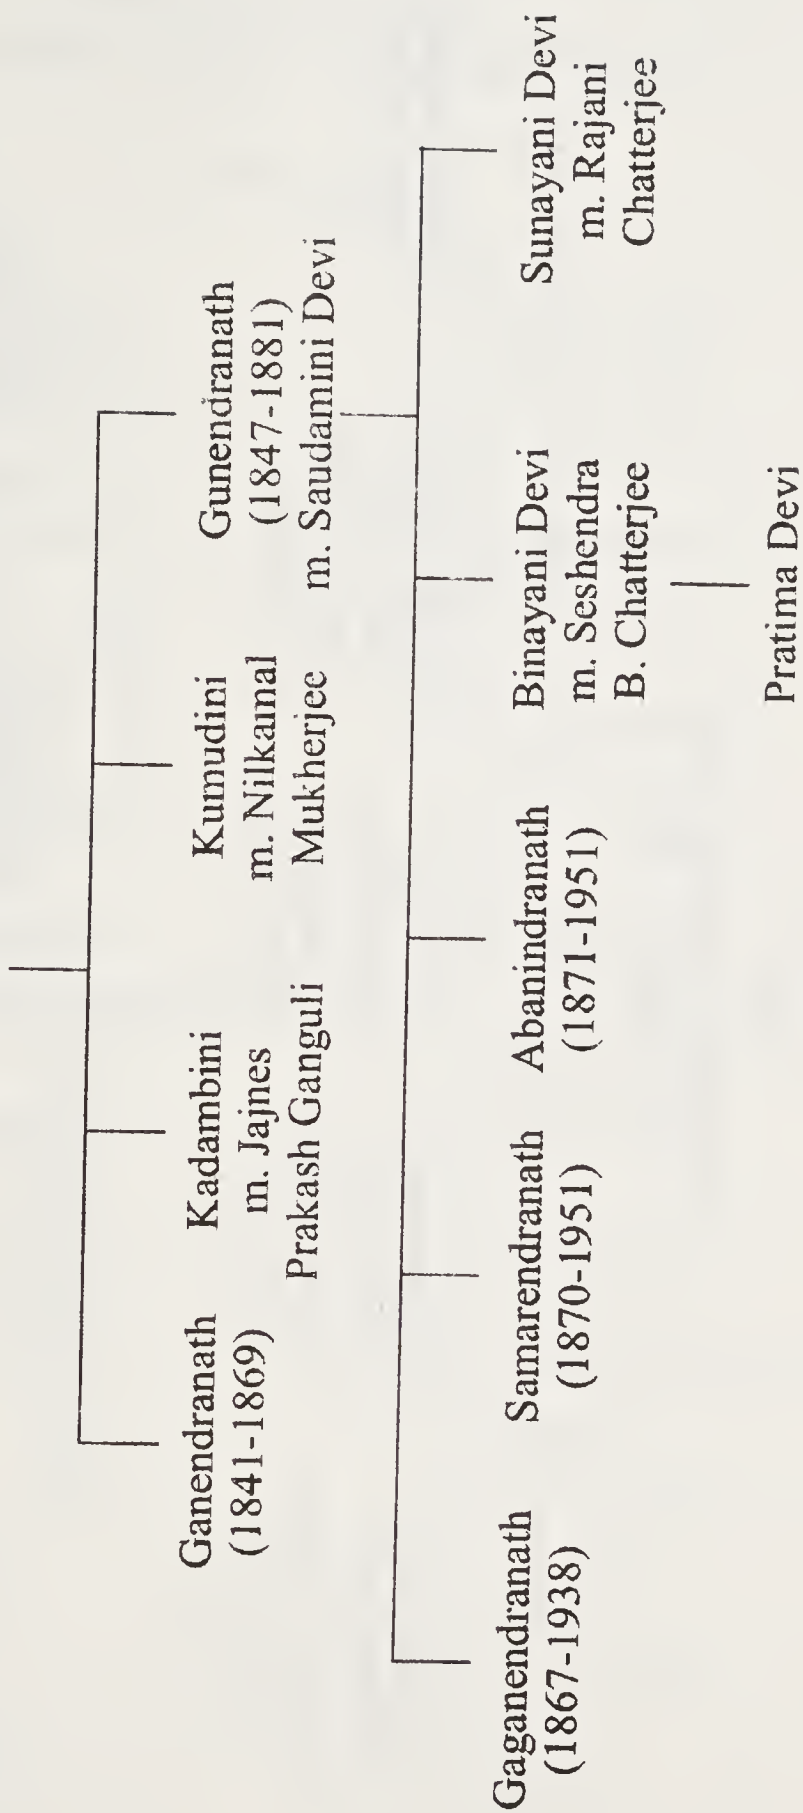 Ganendranath
(1841-1869)
Kadambini
m. Jajnes
Prakash Ganguli
Kumudini
m. Nilkamal
Mukherjee
Gunendranath
(1847-1881)
m. Saudamini Devi
Gaganendranath
(1867-1938)
Samarendranath
(1870-1951)
Abanindranath
(1871-1951)
Binayani Devi
m. Seshendra
B. Chatterjee
Sunayani Devi
m. Rajani
Chatterjee
Pratima Devi